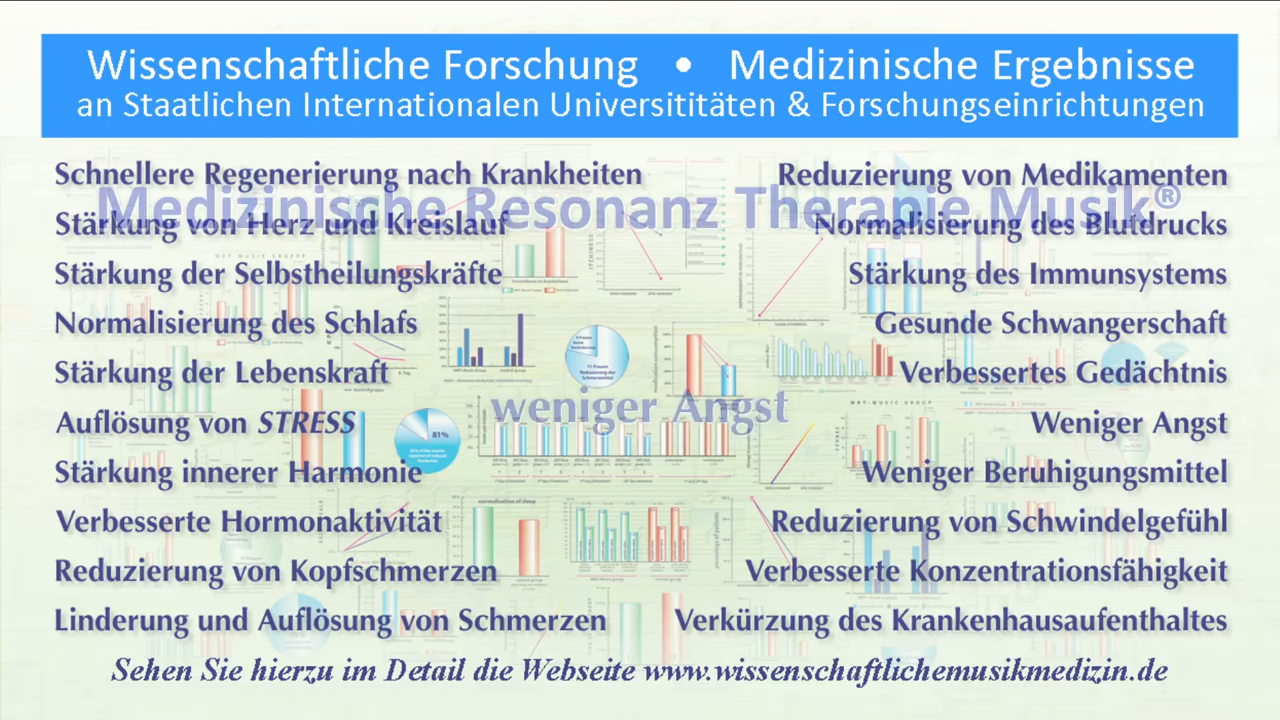 Wissenschaftliche Forschung • Medizinische Ergebnisse
an Staatlichen Internationalen Universititäten & Forschungseinrichtungen
Medizinische Resonanz Therapie Musik®
Schnellere Regenerierung nach Krankheiten
Stärkung von Herz und Kreislauf
Stärkung der Selbstheilungskräfte
Normalisierung des Schlafs
Stärkung der Lebenskraft
Auflösung von STRESS
Stärkung innerer Harmonie
Verbesserte Hormonaktivität
Reduzierung von Kopfschmerzen
Linderung und Auflösung von Schmerzen
Reduzierung von Medikamenten
Normalisierung des Blutdrucks
Stärkung des Immunsystems
Gesunde Schwangerschaft
Verbessertes Gedächtnis
Weniger Angst
Weniger Beruhigungsmittel
Reduzierung von Schwindelgefühl
Verbesserte Konzentrationsfähigkeit
Verkürzung des Krankenhausaufenthaltes
weniger Angst
81%
normalisation of sleep
Sehen Sie hierzu im Detail die Webseite www.wissenschaftlichemusikmedizin.de